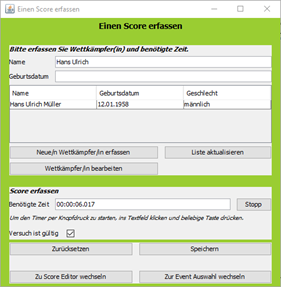 Einen Score erfassen
Einen Score erfassen
Bitte erfassen Sie Wettkämpfer(in) und benötigte Zeit.
Name Hans Ulrich
Geburtsdatum
Name Geburtsdatum Geschlecht
Hans Ulrich Müller 12.01.1958 männlich
Neue/n Wettkämpfer/in erfassen Liste aktualisieren
Wettkämpfer/in bearbeiten
Score erfassen
Benötigte Zeit 00:00:06.017 Stopp
Um den Timer per Knopfdruck zu starten, ins Textfeld klicken und beliebige Taste drücken.
Versuch ist gültig
Zurücksetzen Speichern
Zu Score Editor wechseln Zur Event Auswahl wechseln